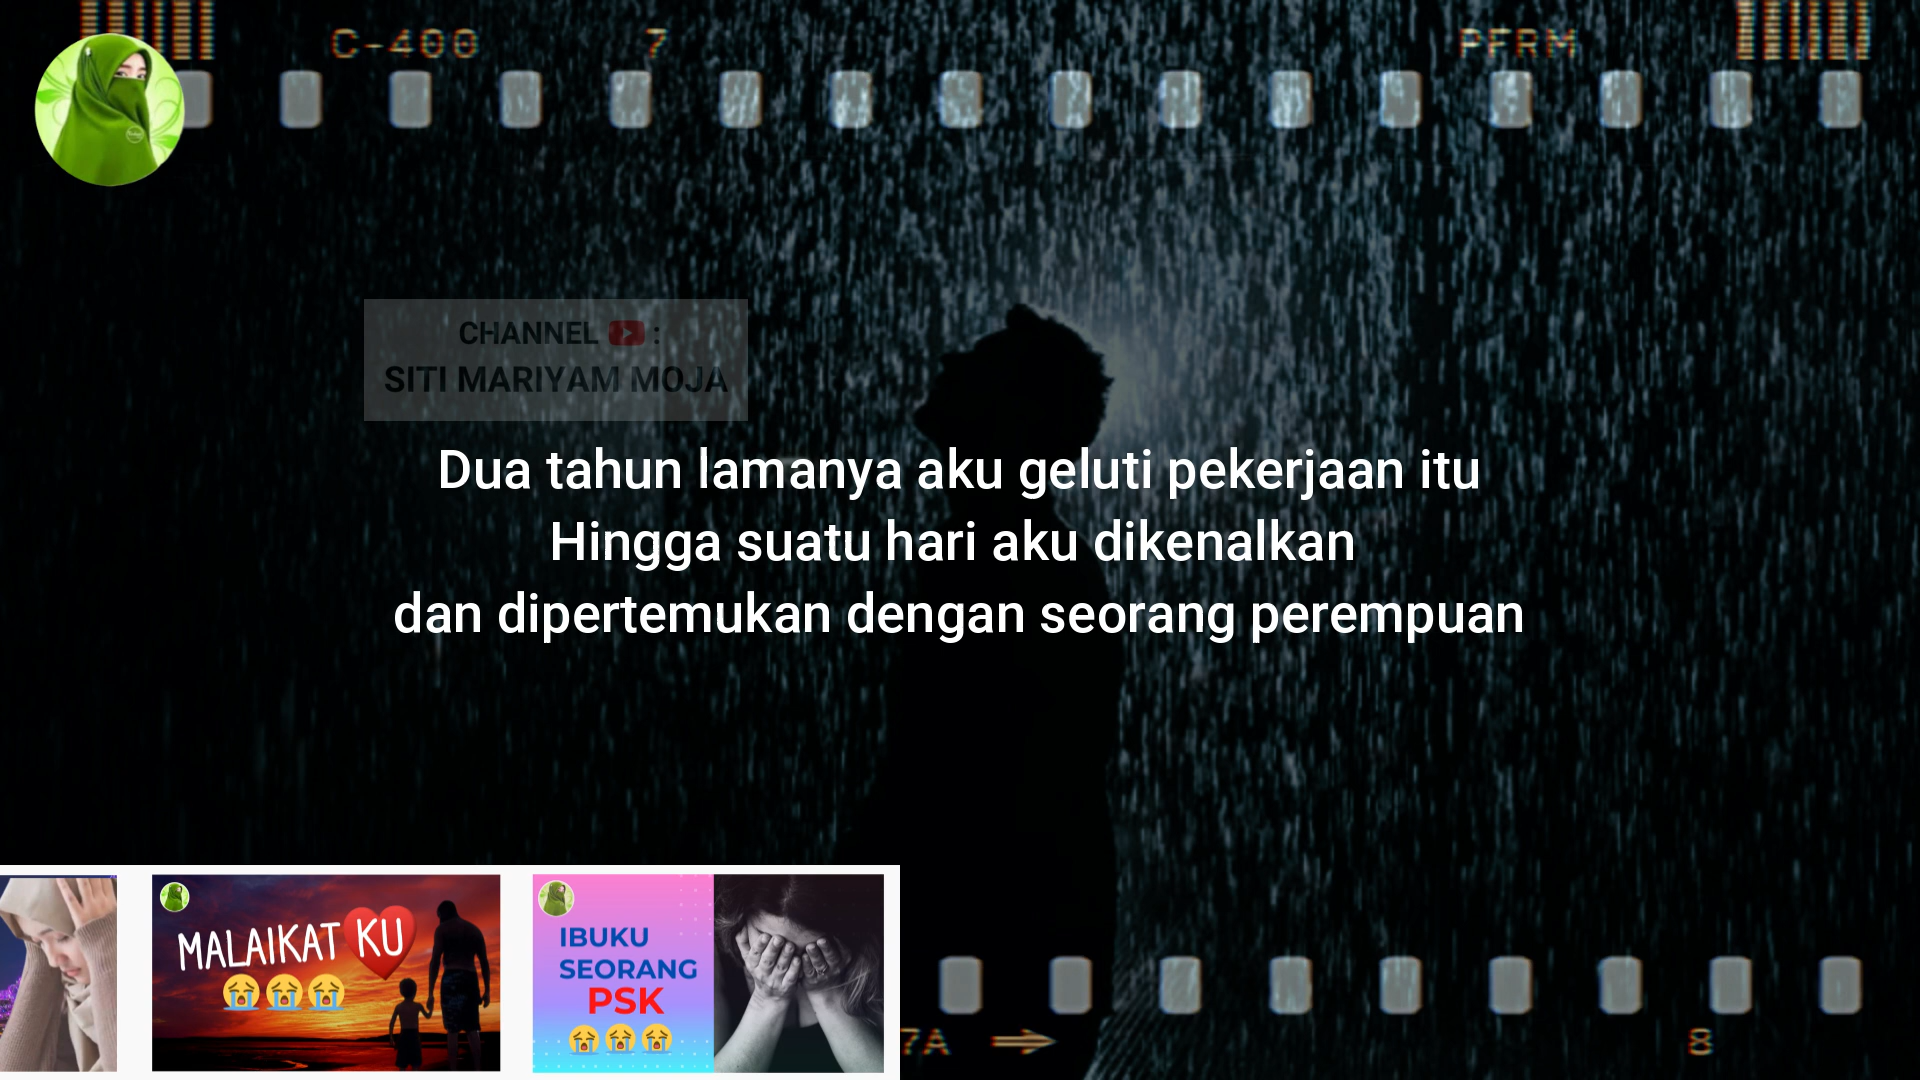 C-400 7 PFRM
CHANNEL :
SITI MARIYAM MOJA
Dua tahun lamanya aku geluti pekerjaan itu
Hingga suatu hari aku dikenalkan
dan dipertemukan dengan seorang perempuan
MALAIKAT KU
IBUKU
SEORANG
PSK
7A 8